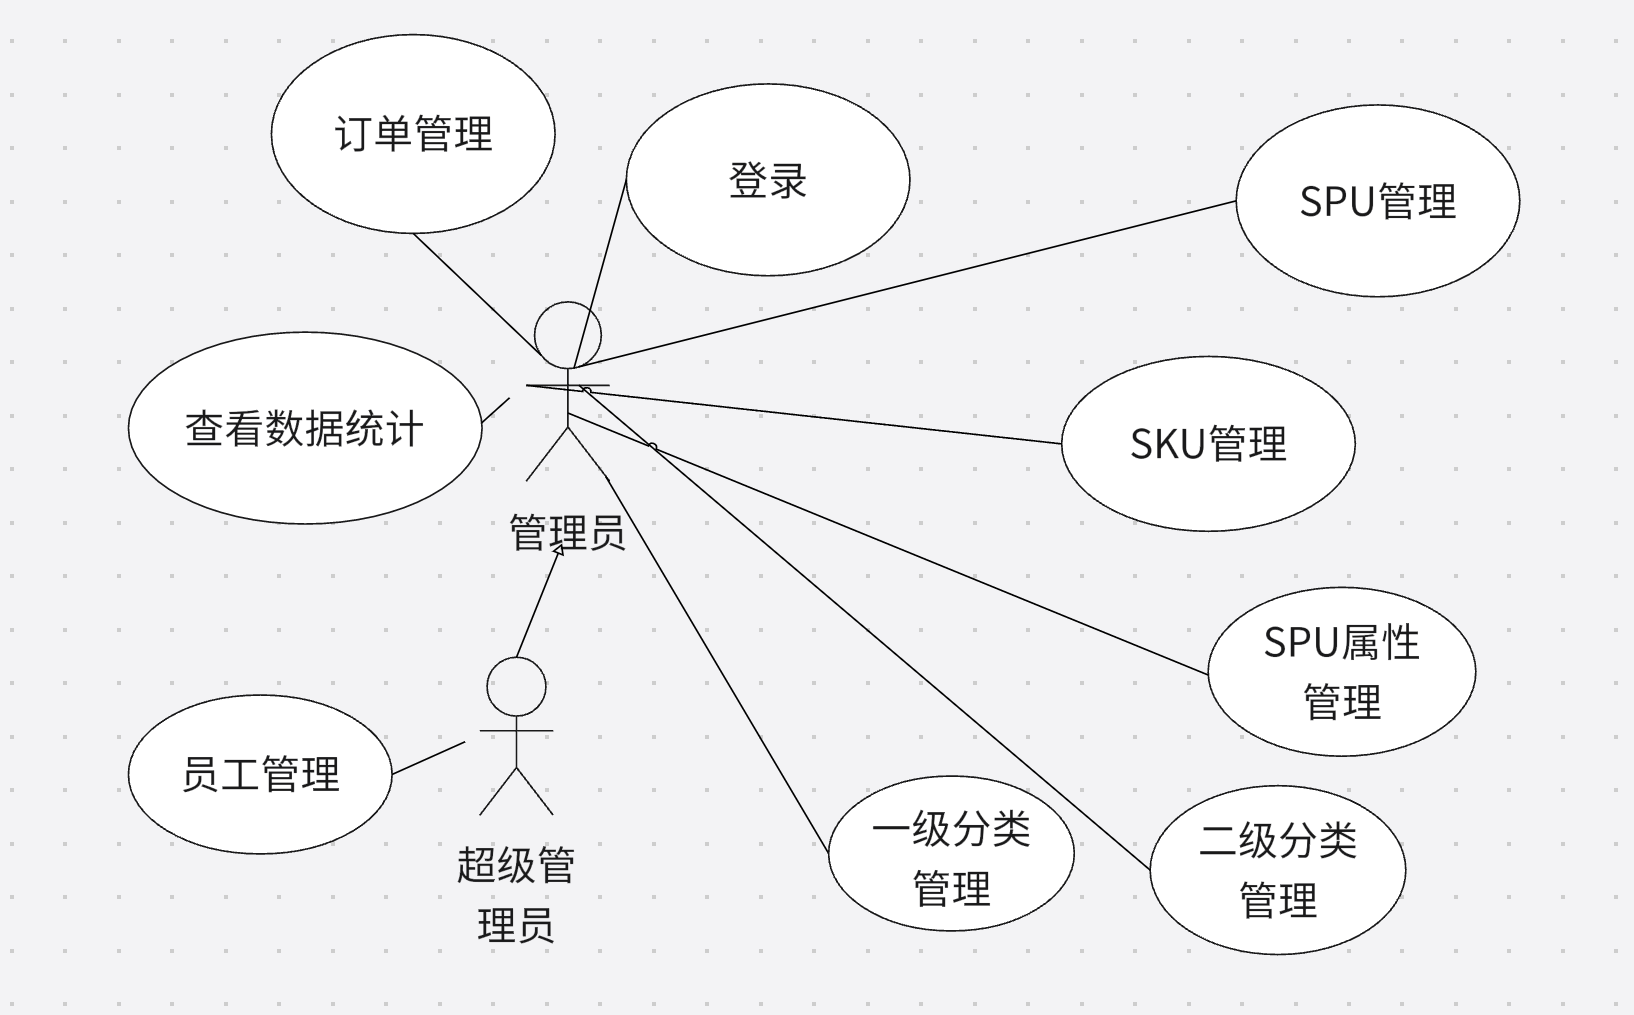 订单管理
登录
SPU管理
查看数据统计
SKU管理
管理员
SPU属性
管理
员工管理
超级管
理员
一级分类
管理
二级分类
管理